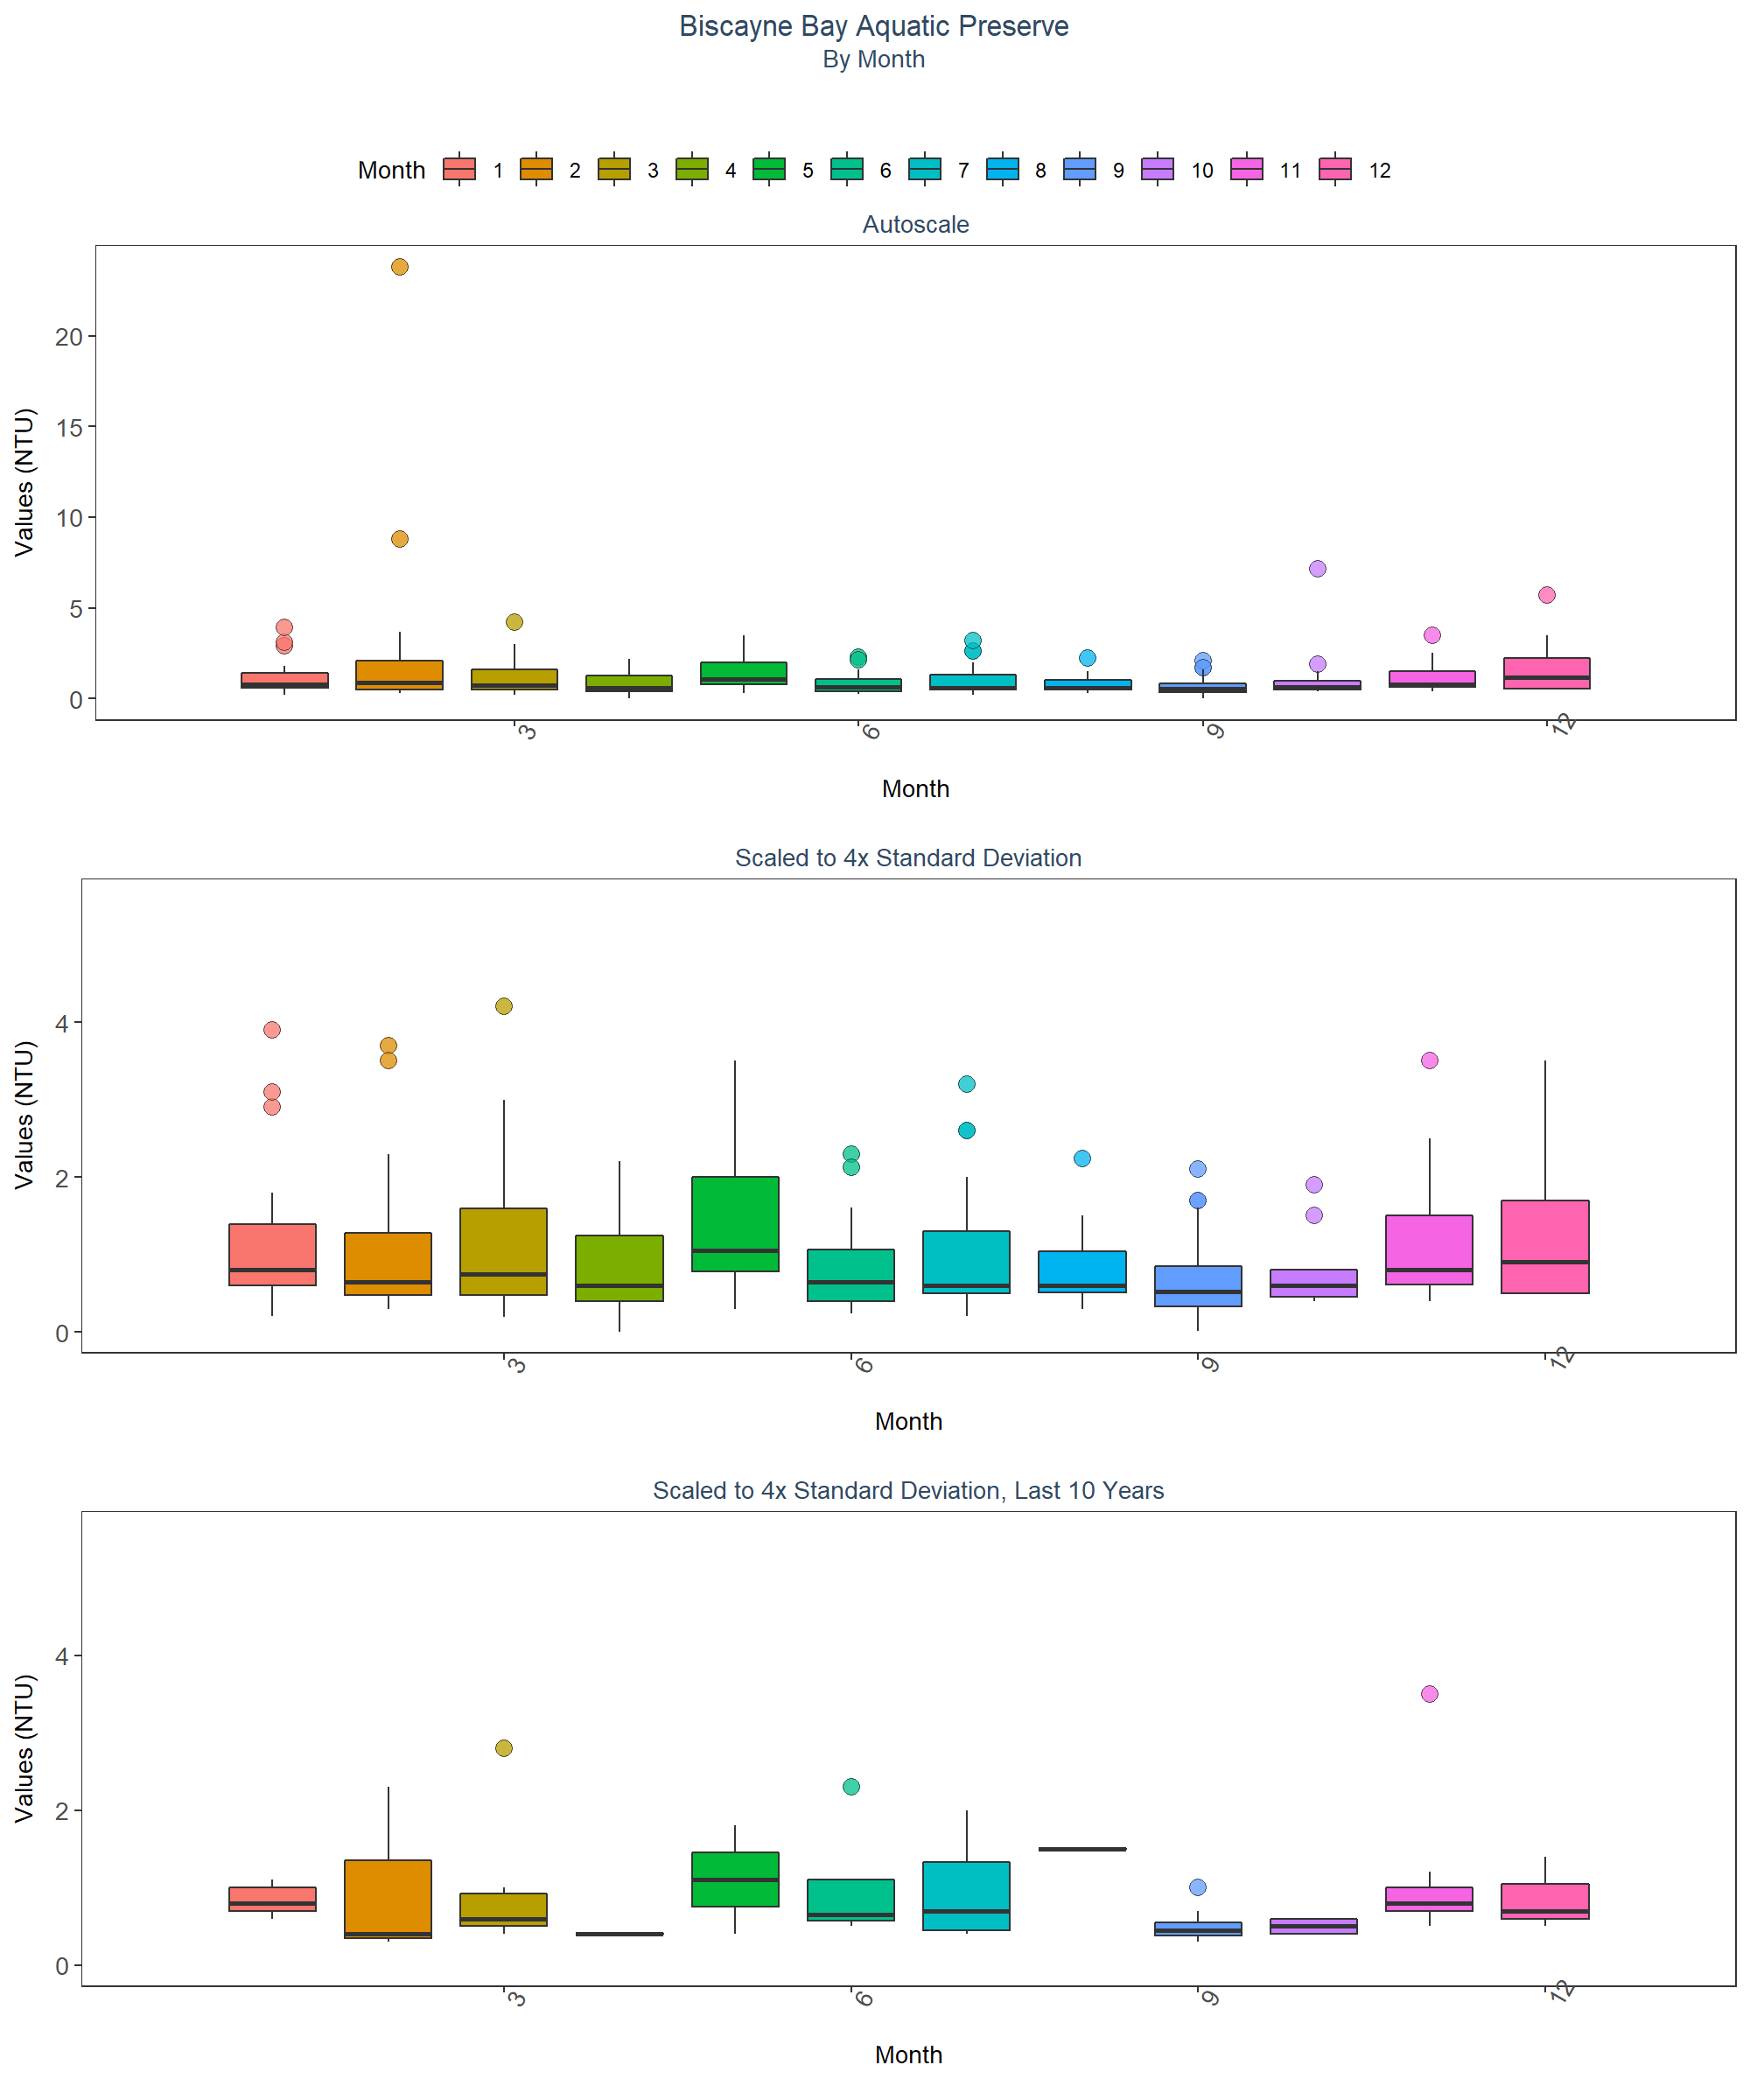 Biscayne Bay Aquatic Preserve
By Month
Month 1 2 3 4 5 6 7 8 9 10 11 12
Autoscale
Values (NTU)
20
15
10
5
0
3 6 9 12
Month
Scaled to 4x Standard Deviation
Values (NTU)
4
2
0
3 6 9 12
Month
Scaled to 4x Standard Deviation, Last 10 Years
Values (NTU)
4
2
0
3 6 9 12
Month